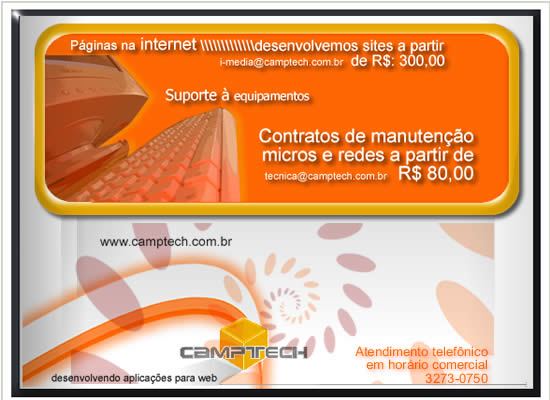 Páginas na internet \\\\\\\\\\\\\desenvolvemos sites a partir
i-media@camptech.com.br de R$: 300,00
Suporte à equipamentos
Contratos de manutenção
micros e redes a partir de
tecnica@camptech.com.br R$ 80,00
www.camptech.com.br
CAMPTECH
desenvolvendo aplicações para web
Atendimento telefônico
em horário comercial
3273-0750